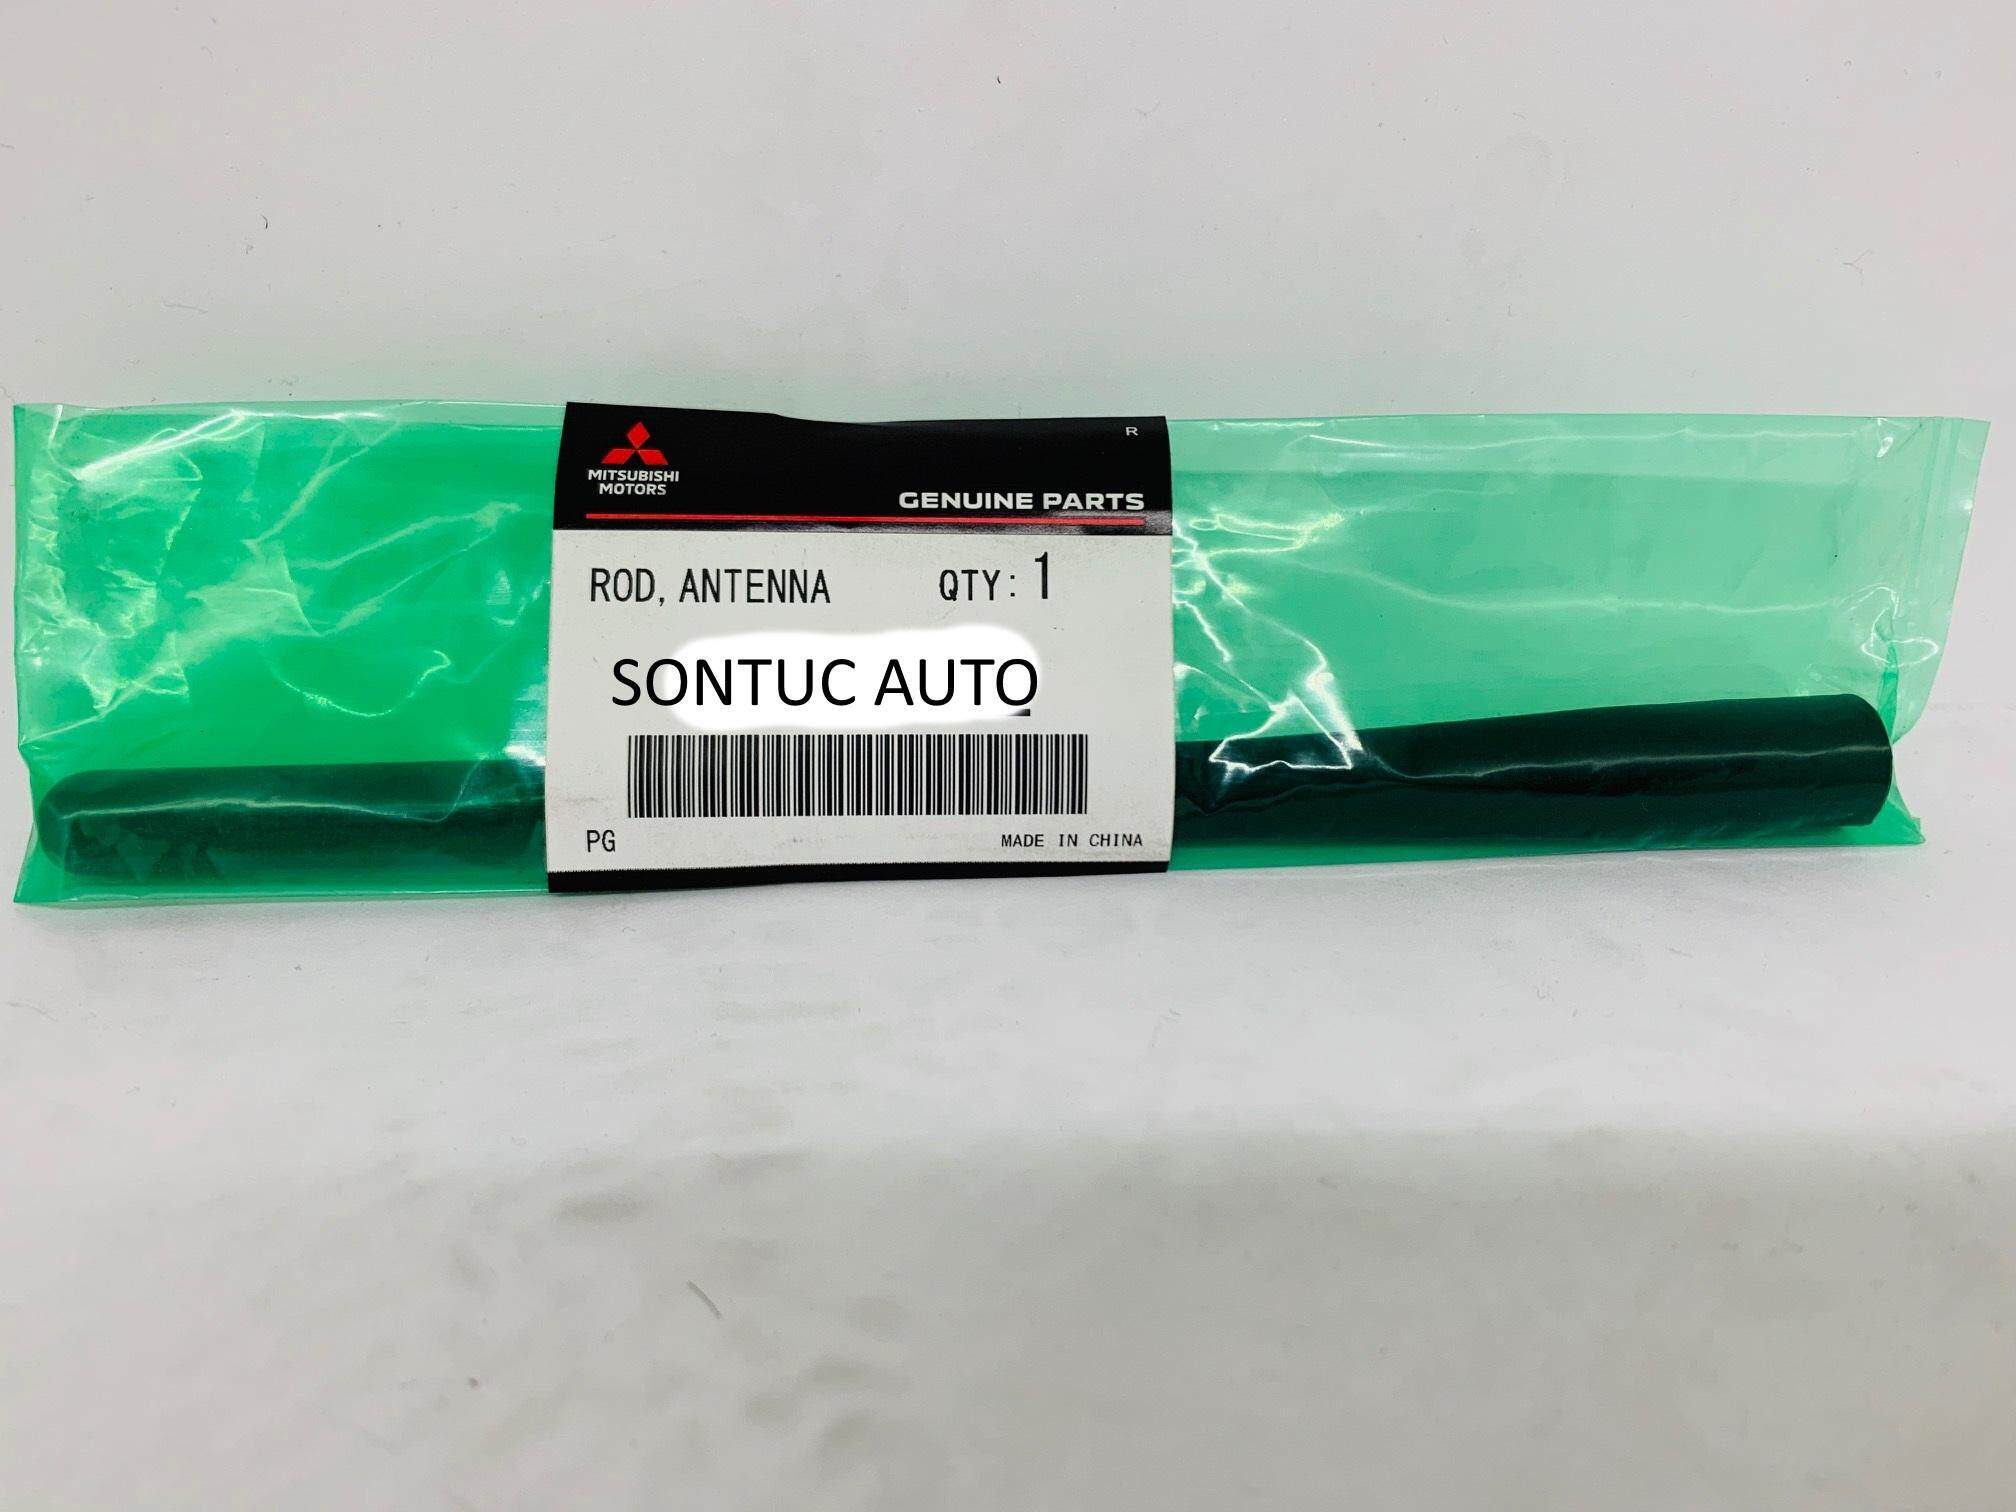 R
MITSUBISHI
MOTORS
GENUINE PARTS
ROD, ANTENNA QTY: 1
SONTUC AUTO
PG MADE IN CHINA